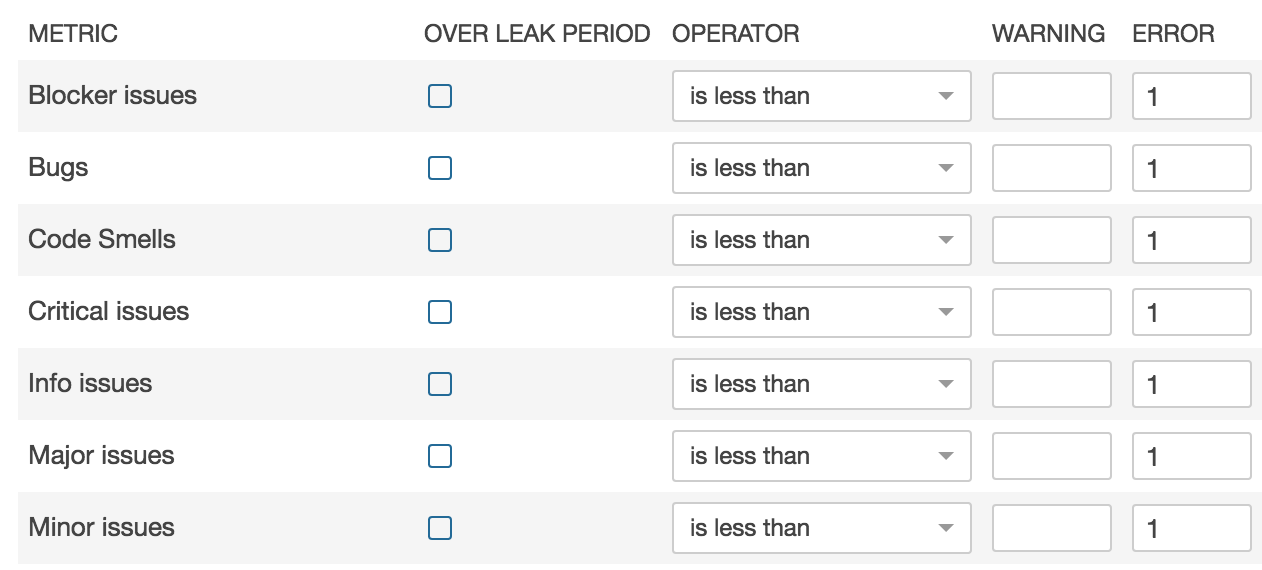 METRIC OVER LEAK PERIOD OPERATOR WARNING ERROR
Blocker issues is less than 1
Bugs is less than 1
Code Smells is less than 1
Critical issues is less than 1
Info issues is less than 1
Major issues is less than 1
Minor issues is less than 1